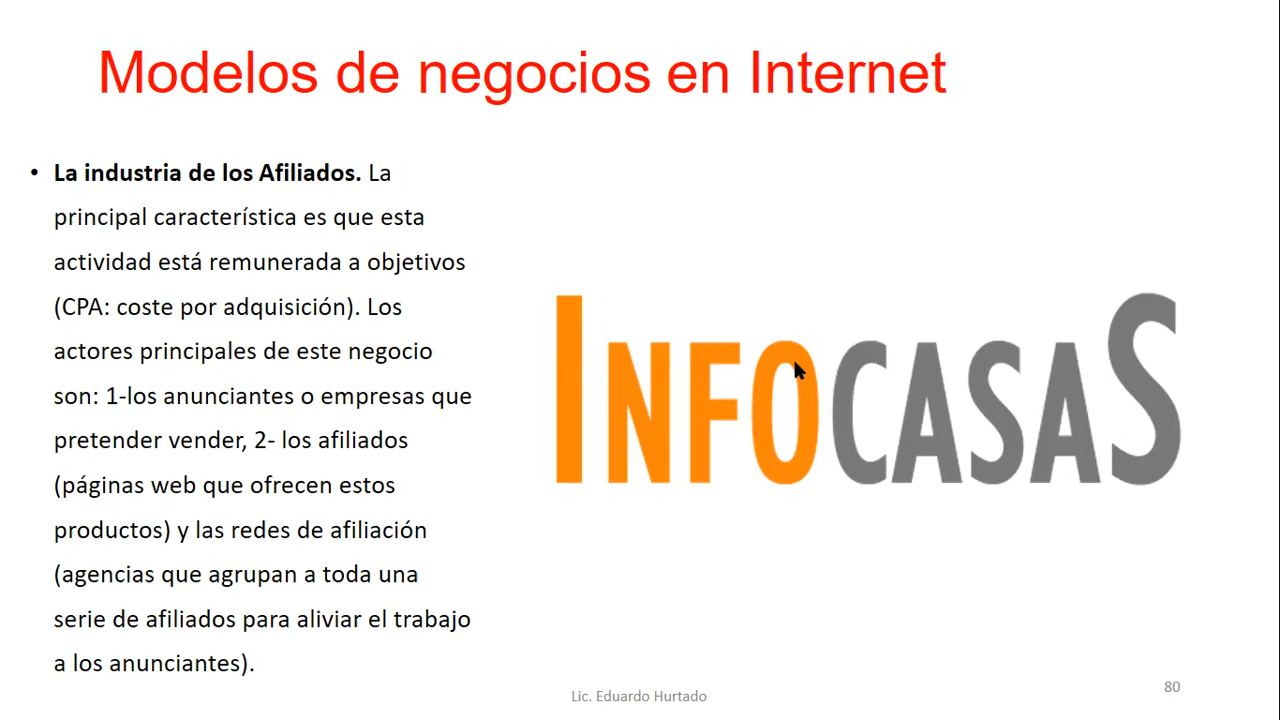 Modelos de negocios en Internet
• La industria de los Afiliados. La
principal característica es que esta
actividad está remunerada a objetivos
(CPA: coste por adquisición). Los
actores principales de este negocio
son: 1-los anunciantes o empresas que
pretender vender, 2- los afiliados
(páginas web que ofrecen estos
productos) y las redes de afiliación
(agencias que agrupan a toda una
serie de afiliados para aliviar el trabajo
a los anunciantes).
INFOCASAS
Lic. Eduardo Hurtado
80